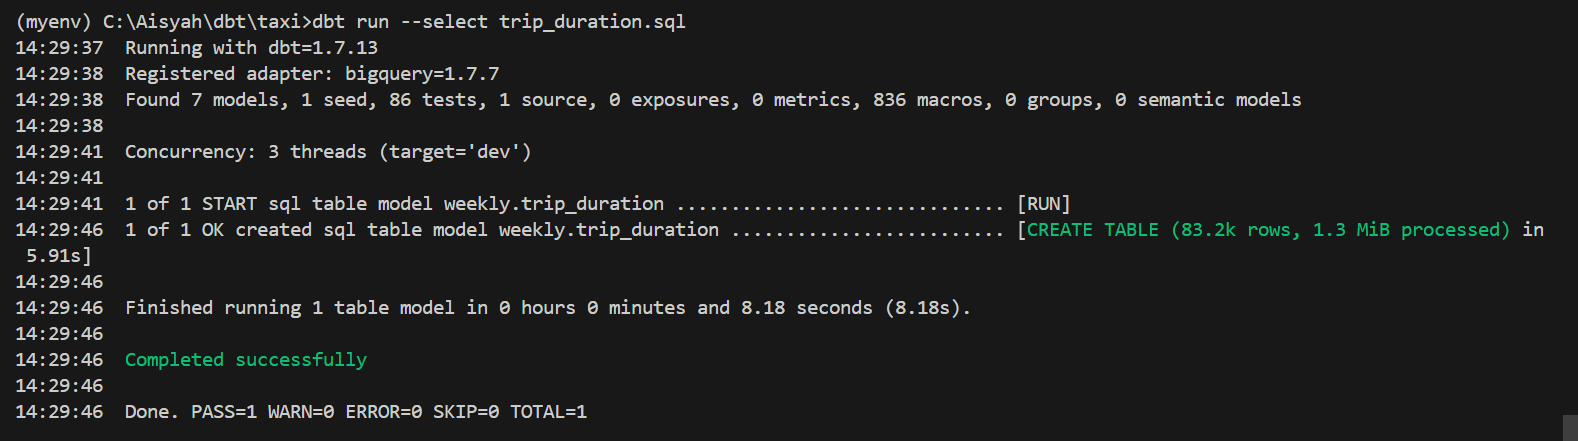 (myenv) C:\Aisyah\dbt\taxi>dbt run --select trip_duration.sql
14:29:37  Running with dbt=1.7.13
14:29:38  Registered adapter: bigquery=1.7.7
14:29:38  Found 7 models, 1 seed, 86 tests, 1 source, 0 exposures, 0 metrics, 836 macros, 0 groups, 0 semantic models
14:29:38
14:29:41  Concurrency: 3 threads (target='dev')
14:29:41
14:29:41  1 of 1 START sql table model weekly.trip_duration .............................. [RUN]
14:29:46  1 of 1 OK created sql table model weekly.trip_duration ......................... [CREATE TABLE (83.2k rows, 1.3 MiB processed) in
 5.91s]
14:29:46
14:29:46  Finished running 1 table model in 0 hours 0 minutes and 8.18 seconds (8.18s).
14:29:46
14:29:46  Completed successfully
14:29:46
14:29:46  Done. PASS=1 WARN=0 ERROR=0 SKIP=0 TOTAL=1